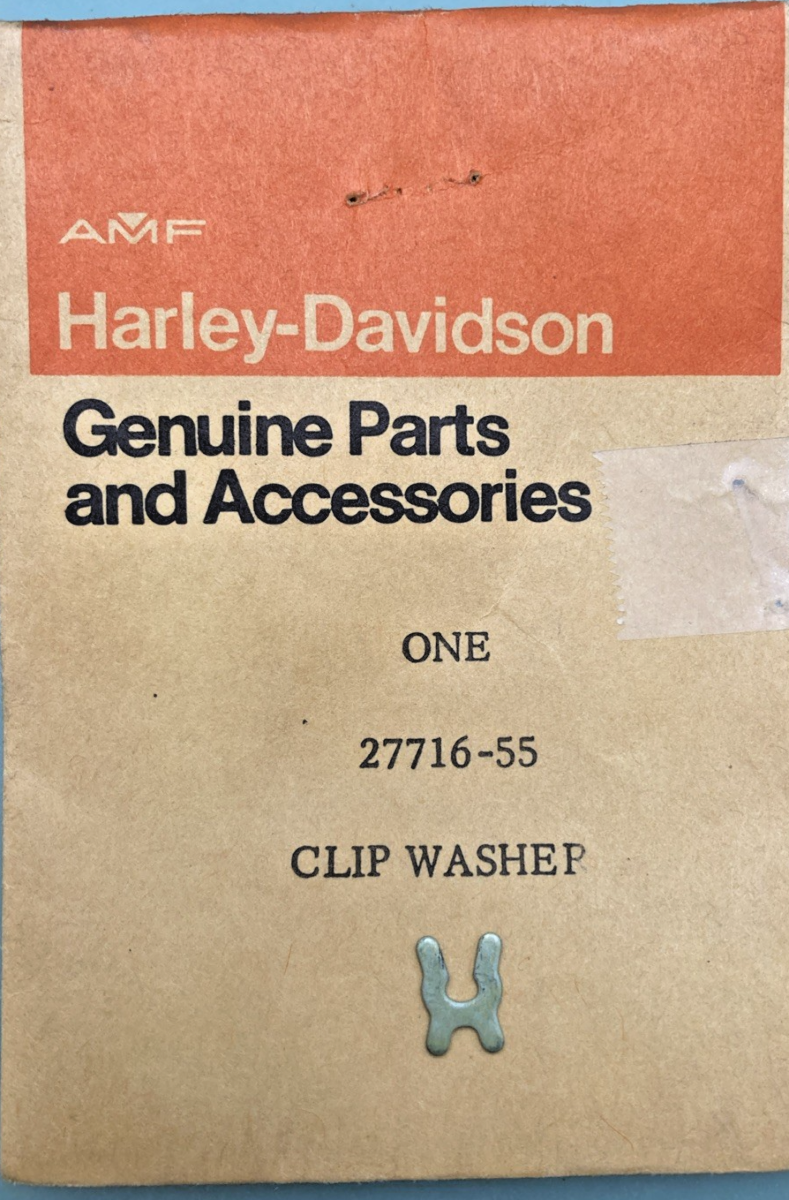 AMF
Harley-Davidson
Genuine Parts
and Accessories
ONE
27716-55
CLIP WASHER